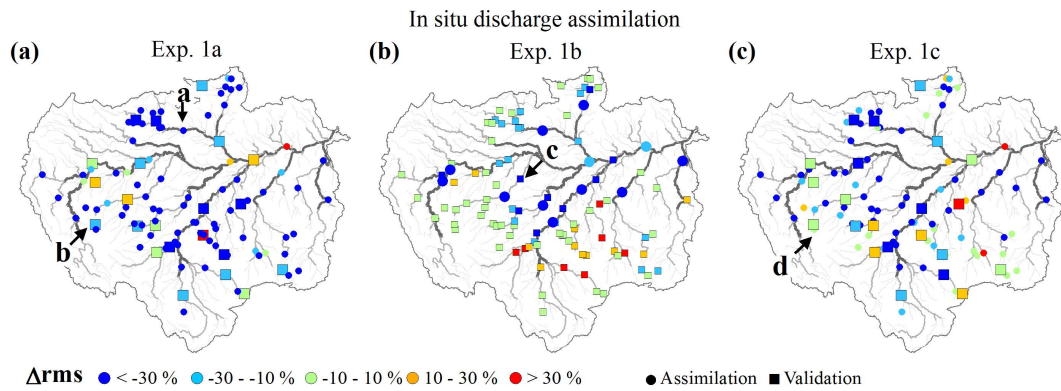 In situ discharge assimilation
(a) Exp. 1a (b) Exp. 1b (c) Exp. 1c
a
b
c
d
Δrms < -30 % -30 - -10 % -10 - 10 % 10 - 30 % > 30 % Assimilation Validation